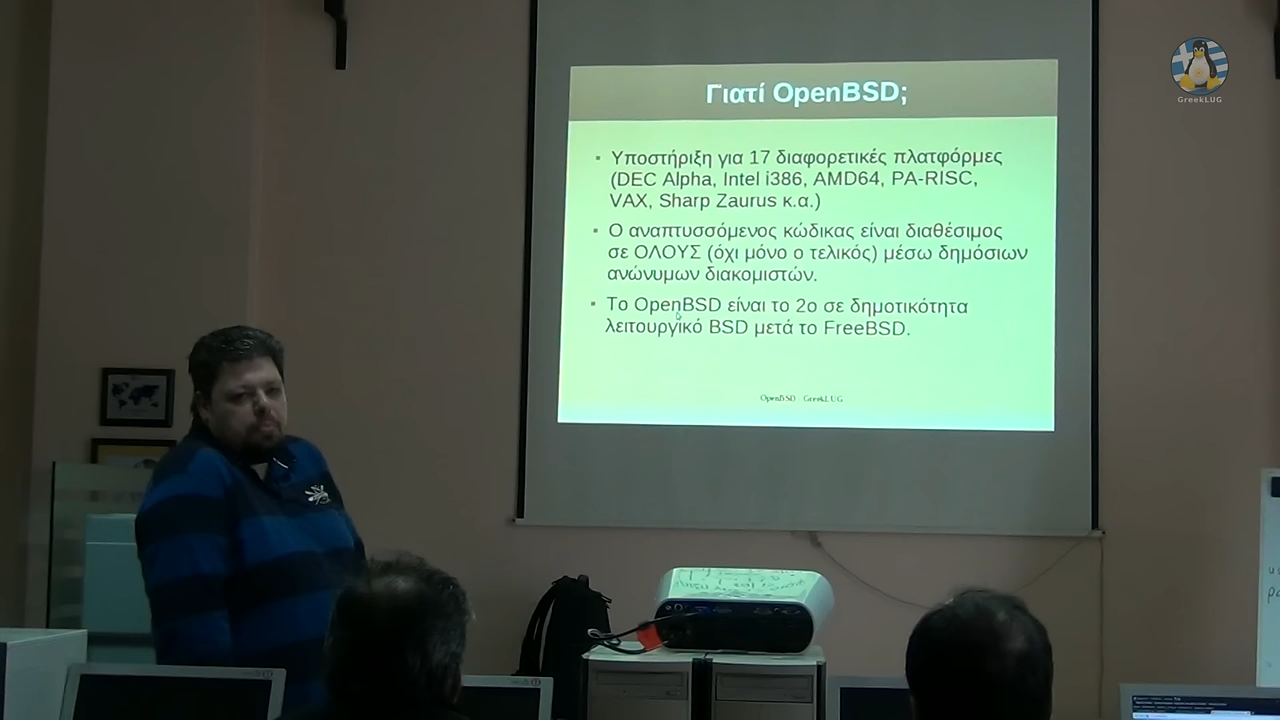 Γιατί OpenBSD;
GreekLUG
▪ Υποστήριξη για 17 διαφορετικές πλατφόρμες
(DEC Alpha, Intel i386, AMD64, PA-RISC,
VAX, Sharp Zaurus κ.α.)
▪ Ο αναπτυσσόμενος κώδικας είναι διαθέσιμος
σε ΟΛΟΥΣ (όχι μόνο ο τελικός) μέσω δημόσιων
ανώνυμων διακομιστών.
▪ Το OpenBSD είναι το 2ο σε δημοτικότητα
λειτουργικό BSD μετά το FreeBSD.
OpenBSD | GreekLUG